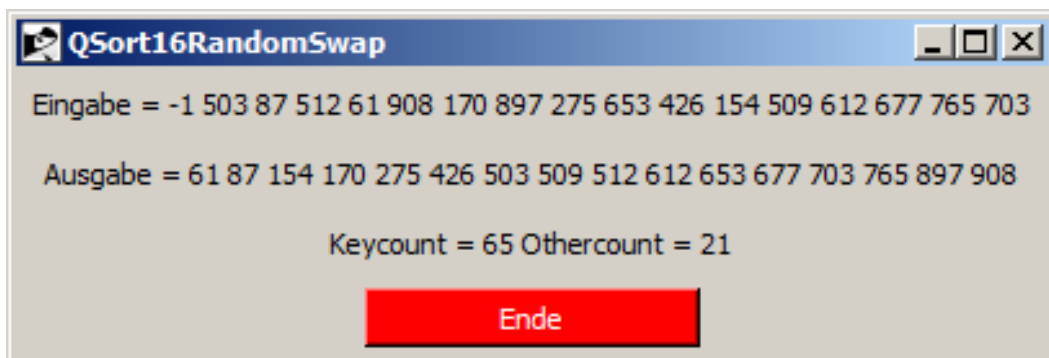 QSort16RandomSwap
Eingabe = -1 503 87 512 61 908 170 897 275 653 426 154 509 612 677 765 703
Ausgabe = 61 87 154 170 275 426 503 509 512 612 653 677 703 765 897 908
Keycount = 65 Othercount = 21
Ende